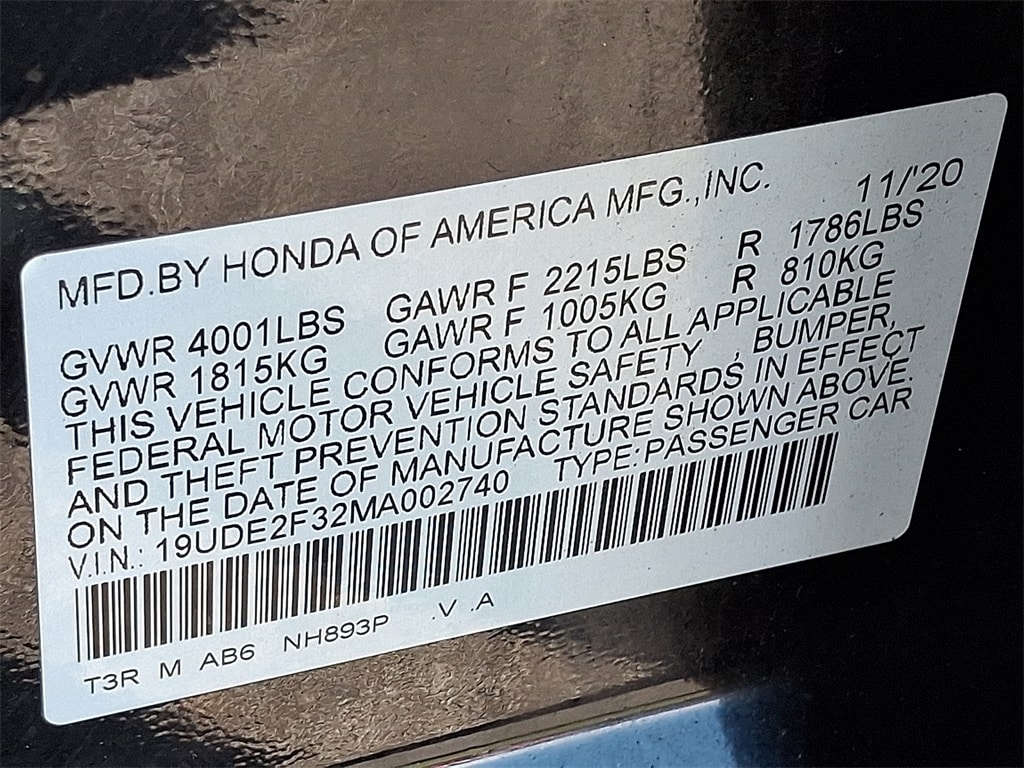 MFD.BY HONDA OF AMERICA MFG.,INC. 11/'20
GVWR 4001LBS GAWR F 2215LBS R 1786LBS
GVWR 1815KG GAWR F 1005KG R 810KG
THIS VEHICLE CONFORMS TO ALL APPLICABLE
FEDERAL MOTOR VEHICLE SAFETY , BUMPER,
AND THEFT PREVENTION STANDARDS IN EFFECT
ON THE DATE OF MANUFACTURE SHOWN ABOVE.
V.I.N.: 19UDE2F32MA002740 TYPE:PASSENGER CAR
T3R M AB6 NH893P .V .A